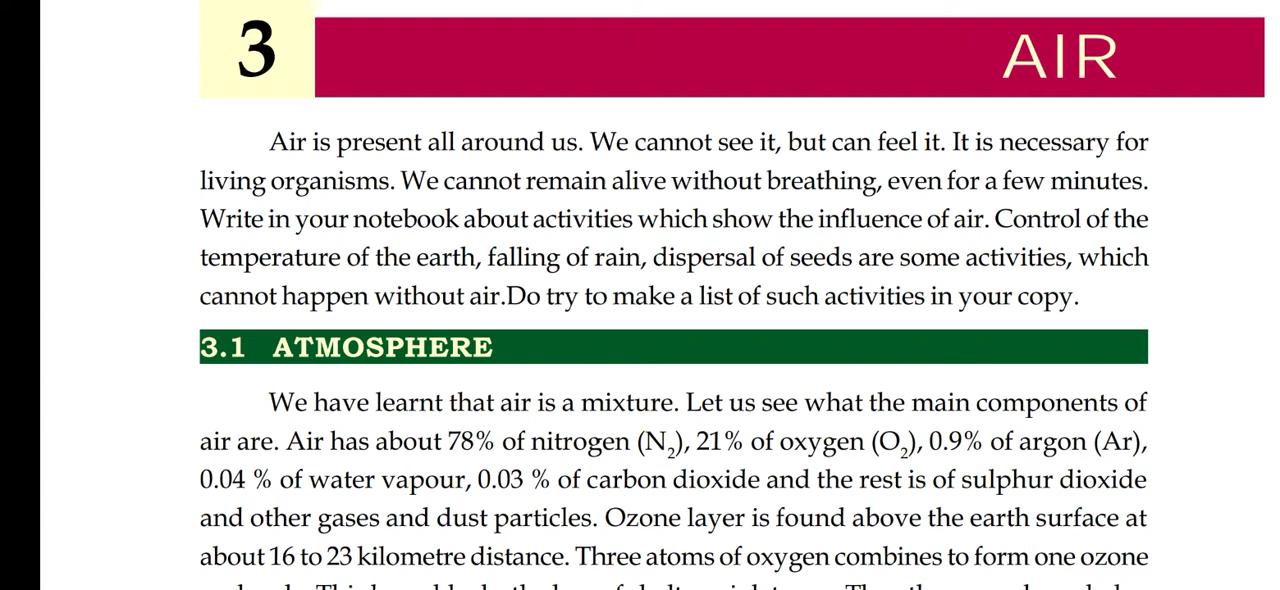 3
AIR
Air is present all around us. We cannot see it, but can feel it. It is necessary for
living organisms. We cannot remain alive without breathing, even for a few minutes.
Write in your notebook about activities which show the influence of air. Control of the
temperature of the earth, falling of rain, dispersal of seeds are some activities, which
cannot happen without air.Do try to make a list of such activities in your copy.
3.1 ATMOSPHERE
We have learnt that air is a mixture. Let us see what the main components of
air are. Air has about 78% of nitrogen (N₂), 21% of oxygen (O₂), 0.9% of argon (Ar),
0.04 % of water vapour, 0.03 % of carbon dioxide and the rest is of sulphur dioxide
and other gases and dust particles. Ozone layer is found above the earth surface at
about 16 to 23 kilometre distance. Three atoms of oxygen combines to form one ozone